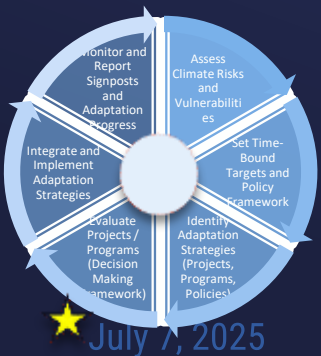 Monitor and
Report
Signposts
and
Adaptation
Progress
Assess
Climate Risks
and
Vulnerabiliti
es
Set Time-
Bound
Targets and
Policy
Framework
Identify
Adaptation
Strategies
(Projects,
Programs,
Policies)
Evaluate
Projects /
Programs
(Decision
Making
Framework)
Integrate and
Implement
Adaptation
Strategies
July 7, 2025